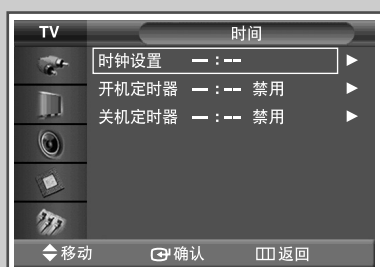 TV 时间
时钟设置 --:--
开机定时器 --:-- 禁用
关机定时器 --:-- 禁用
移动 确认 返回